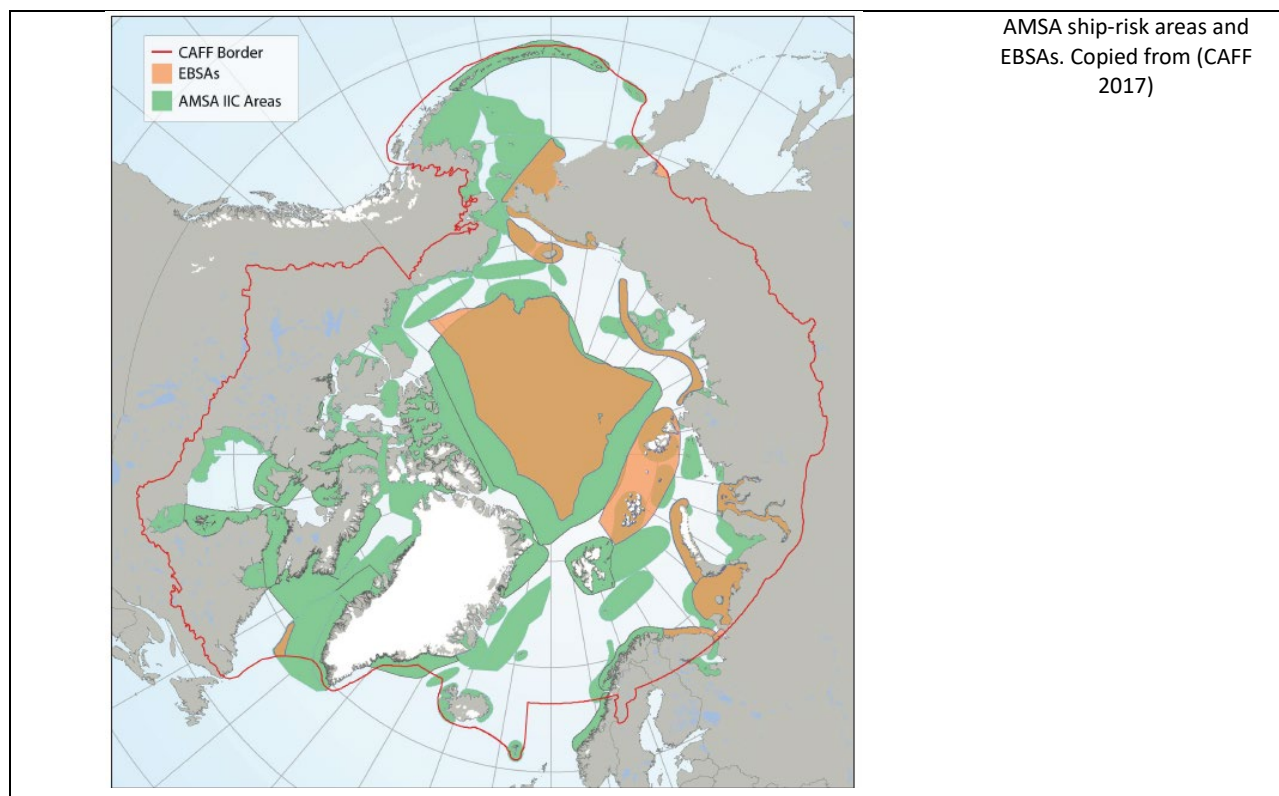 CAFF Border
EBSAs
AMSA IIC Areas
AMSA ship-risk areas and
EBSAs. Copied from (CAFF
2017)